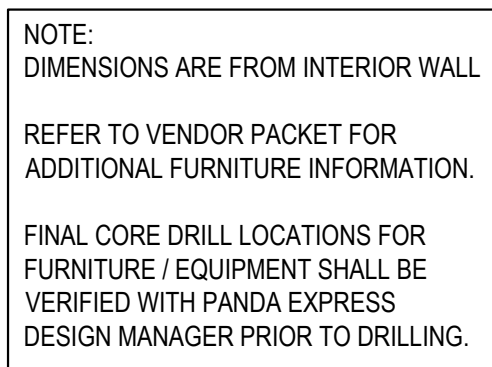 NOTE:
DIMENSIONS ARE FROM INTERIOR WALL
REFER TO VENDOR PACKET FOR
ADDITIONAL FURNITURE INFORMATION.
FINAL CORE DRILL LOCATIONS FOR
FURNITURE / EQUIPMENT SHALL BE
VERIFIED WITH PANDA EXPRESS
DESIGN MANAGER PRIOR TO DRILLING.